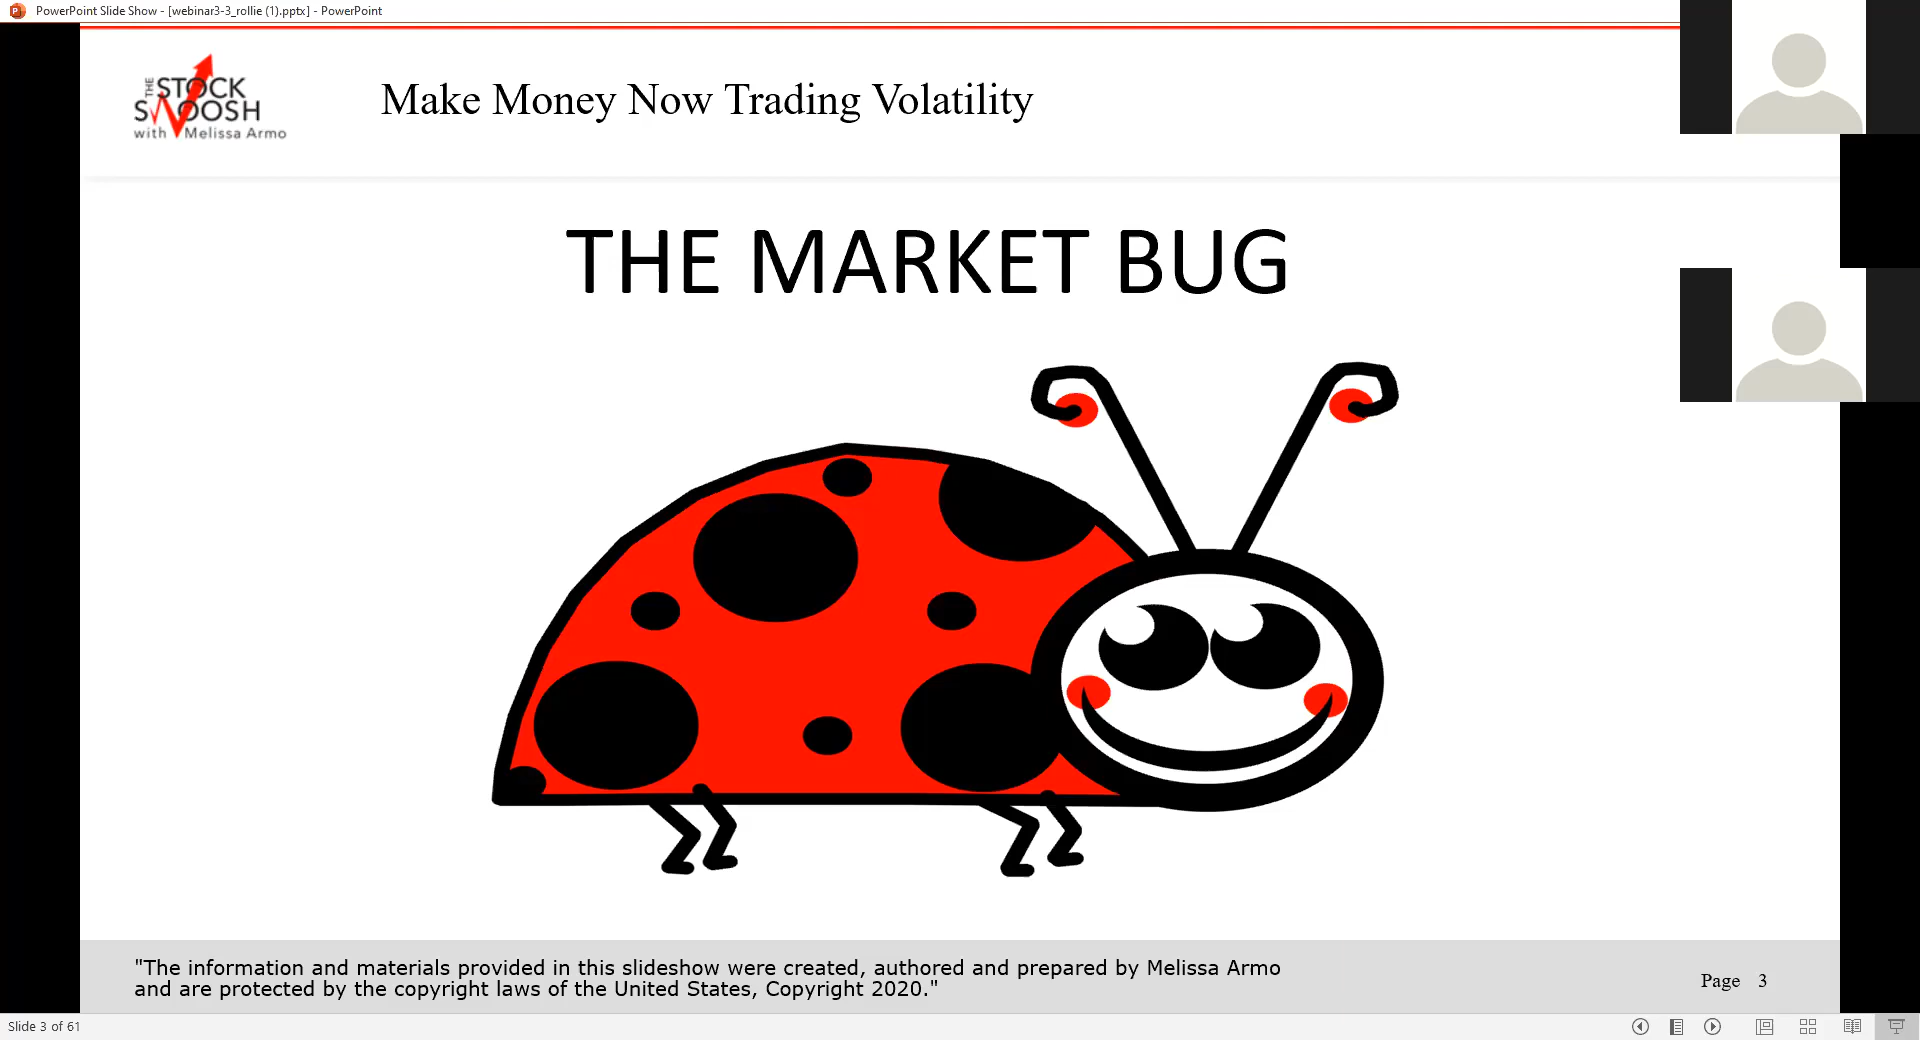 PowerPoint Slide Show - [webinar3-3_rollie (1).pptx] - PowerPoint
THE STOCK
SWOOSH
with Melissa Armo
Make Money Now Trading Volatility
THE MARKET BUG
"The information and materials provided in this slideshow were created, authored and prepared by Melissa Armo
and are protected by the copyright laws of the United States, Copyright 2020."
Page 3
Slide 3 of 61